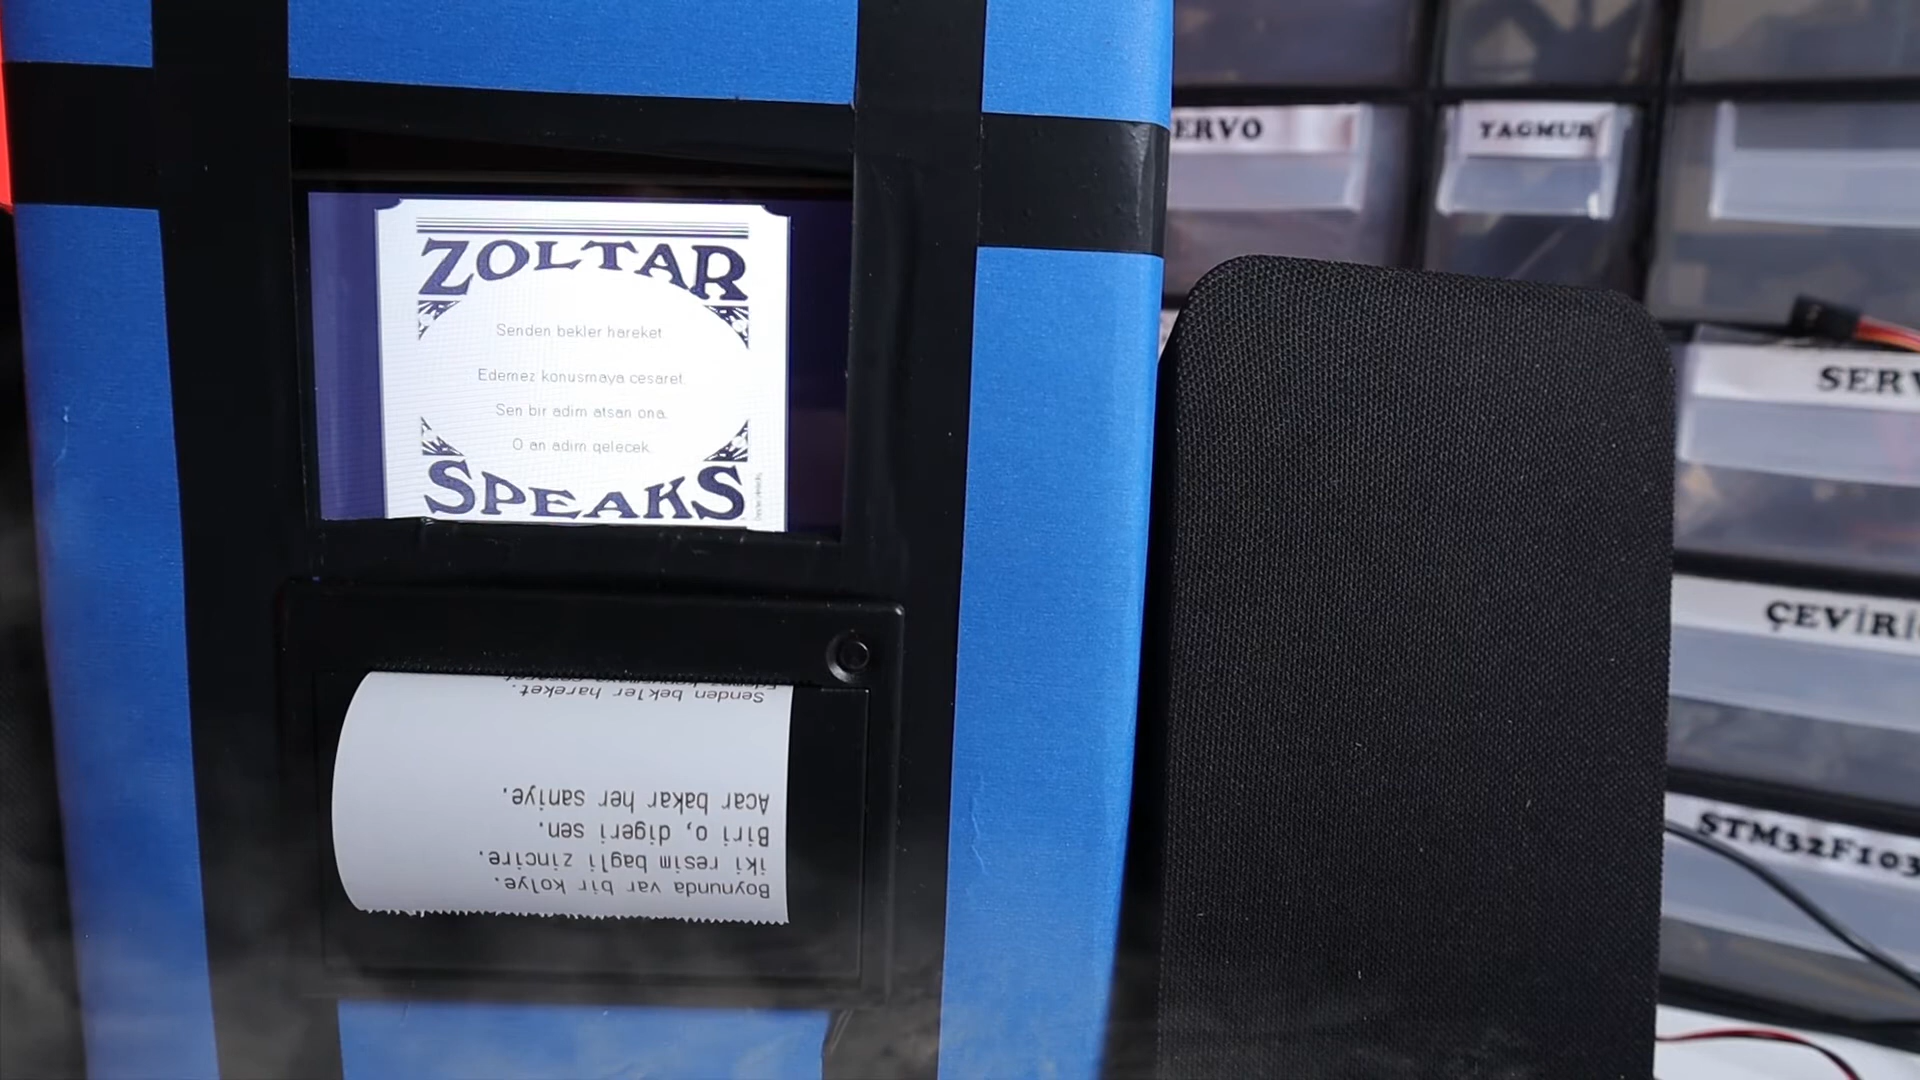 ZOLTAR
Senden bekler hareket
Edemez konusmaya cesaret.
Sen bir adim atsan ona.
O an adim gelecek.
SPEAKS
Boynunda var bir kolye.
iki resim bagli zincire.
Biri o, digeri sen.
Acar bakar her saniye.
Senden bekler hareket.
ERVO
YAGMUR
SERV
ÇEVİRİ
STM32F103